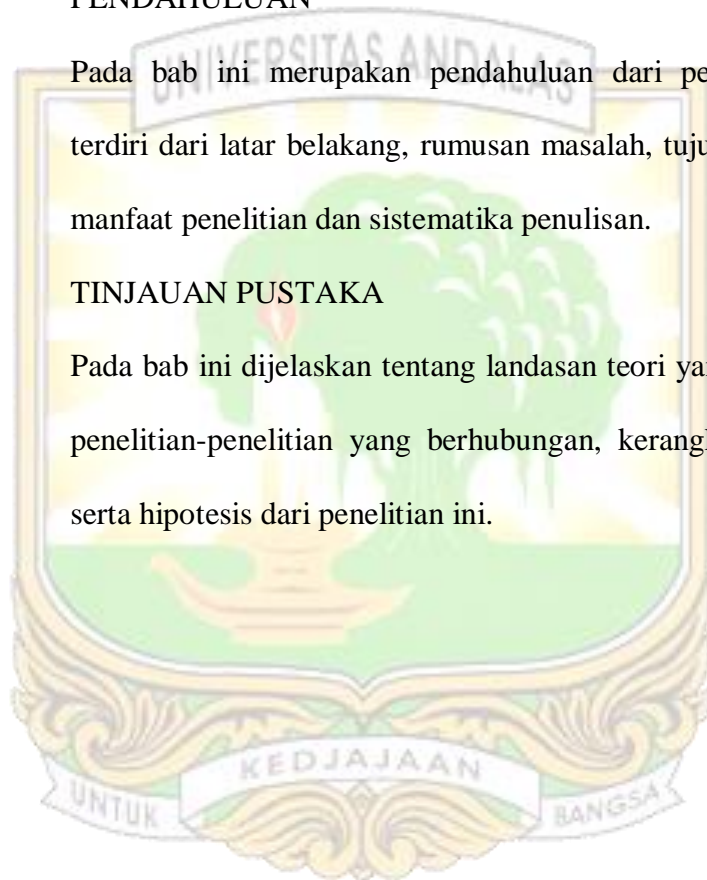 PENDAHULUAN
UNIVERSITAS ANDALAS
Pada bab ini merupakan pendahuluan dari pe
terdiri dari latar belakang, rumusan masalah, tuju
manfaat penelitian dan sistematika penulisan.
TINJAUAN PUSTAKA
Pada bab ini dijelaskan tentang landasan teori ya
penelitian-penelitian yang berhubungan, kerang
serta hipotesis dari penelitian ini.
KEDJAJAAN
UNTUK BANGSA